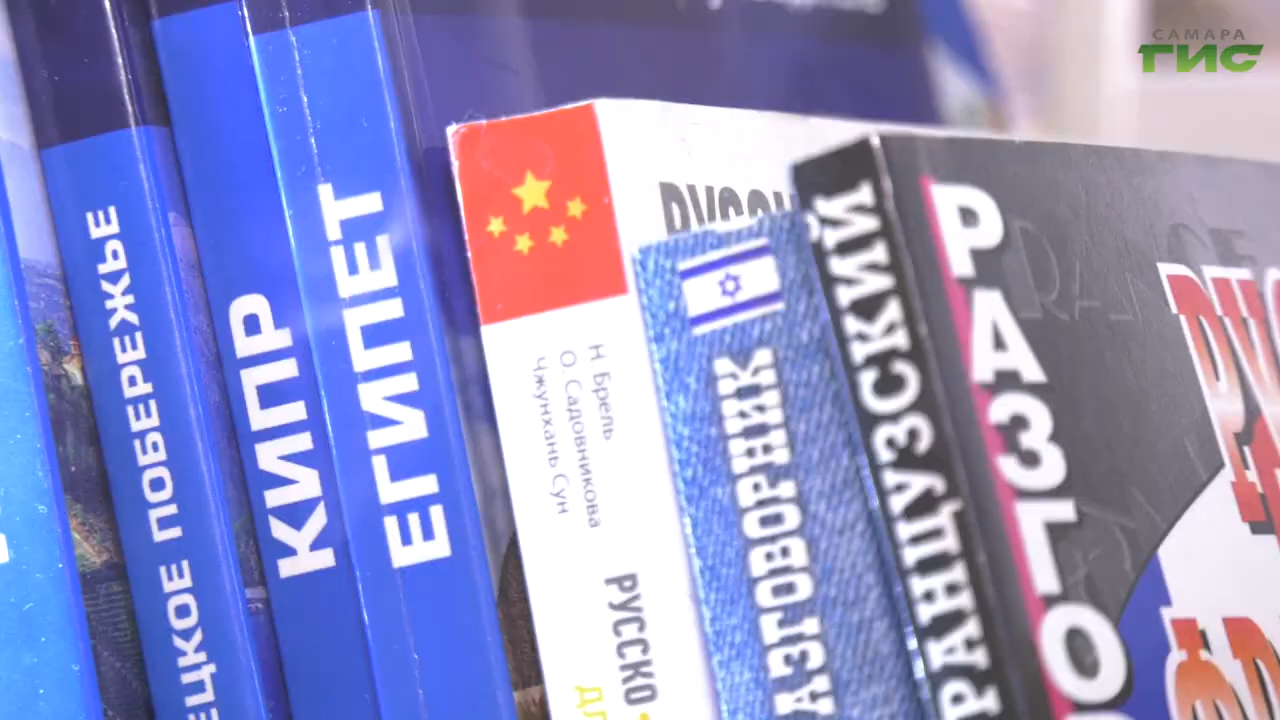 САМАРА
ГИС
ЕЦКОЕ ПОБЕРЕЖЬЕ
КИПР
ЕГИПЕТ
Н. Брель
О. Садовникова
Чжунхань Сун
РУССКО
АЗГОВОРНИК
РАНЦУЗСКИЙ
РАЗГО